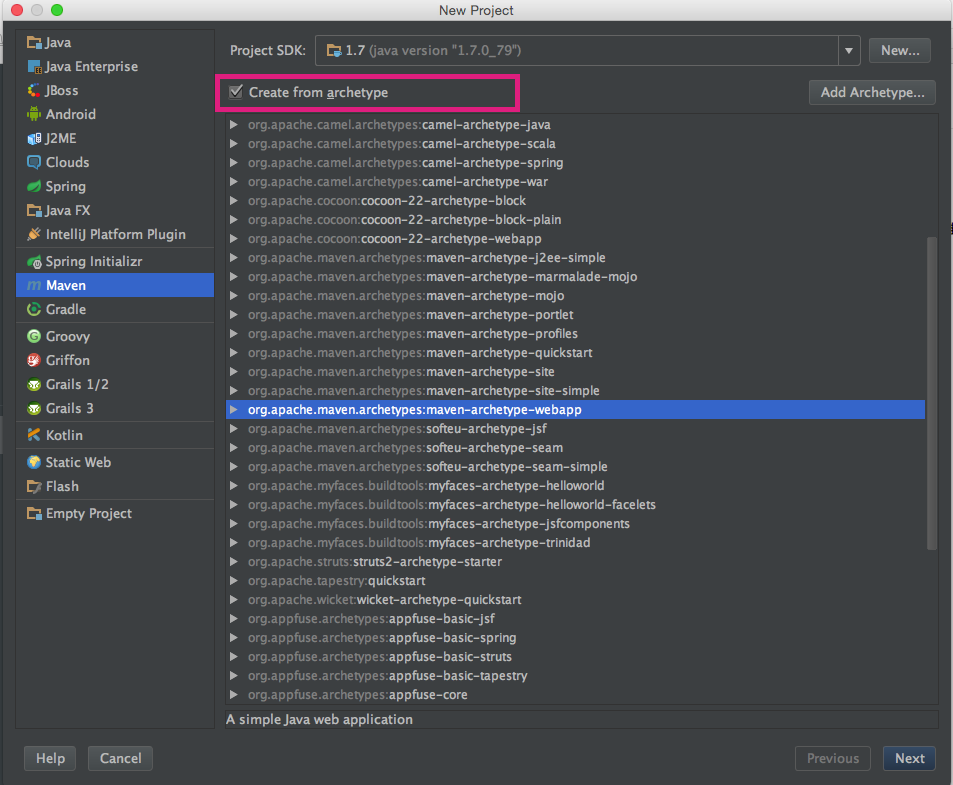 New Project
Java
Java Enterprise
JBoss
Android
J2ME
Clouds
Spring
Java FX
IntelliJ Platform Plugin
Spring Initializr
Maven
Gradle
Groovy
Griffon
Grails 1/2
Grails 3
Kotlin
Static Web
Flash
Empty Project
Project SDK: 1.7 (java version "1.7.0_79") New...
Create from archetype Add Archetype...
org.apache.camel.archetypes:camel-archetype-java
org.apache.camel.archetypes:camel-archetype-scala
org.apache.camel.archetypes:camel-archetype-spring
org.apache.camel.archetypes:camel-archetype-war
org.apache.cocoon:cocoon-22-archetype-block
org.apache.cocoon:cocoon-22-archetype-block-plain
org.apache.cocoon:cocoon-22-archetype-webapp
org.apache.maven.archetypes:maven-archetype-j2ee-simple
org.apache.maven.archetypes:maven-archetype-marmalade-mojo
org.apache.maven.archetypes:maven-archetype-mojo
org.apache.maven.archetypes:maven-archetype-portlet
org.apache.maven.archetypes:maven-archetype-profiles
org.apache.maven.archetypes:maven-archetype-quickstart
org.apache.maven.archetypes:maven-archetype-site
org.apache.maven.archetypes:maven-archetype-site-simple
org.apache.maven.archetypes:maven-archetype-webapp
org.apache.maven.archetypes:softeu-archetype-jsf
org.apache.maven.archetypes:softeu-archetype-seam
org.apache.maven.archetypes:softeu-archetype-seam-simple
org.apache.myfaces.buildtools:myfaces-archetype-helloworld
org.apache.myfaces.buildtools:myfaces-archetype-helloworld-facelets
org.apache.myfaces.buildtools:myfaces-archetype-jsfcomponents
org.apache.myfaces.buildtools:myfaces-archetype-trinidad
org.apache.struts:struts2-archetype-starter
org.apache.tapestry:quickstart
org.apache.wicket:wicket-archetype-quickstart
org.appfuse.archetypes:appfuse-basic-jsf
org.appfuse.archetypes:appfuse-basic-spring
org.appfuse.archetypes:appfuse-basic-struts
org.appfuse.archetypes:appfuse-basic-tapestry
org.appfuse.archetypes:appfuse-core
A simple Java web application
Help Cancel Previous Next